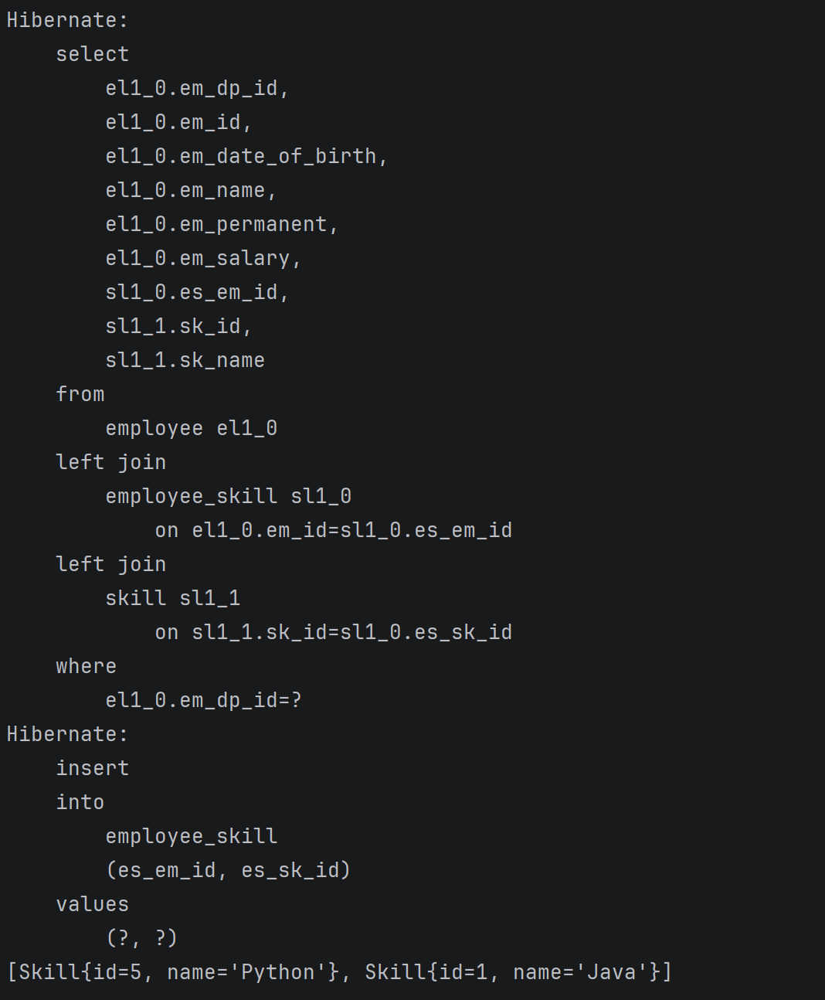 Hibernate:
    select
        el1_0.em_dp_id,
        el1_0.em_id,
        el1_0.em_date_of_birth,
        el1_0.em_name,
        el1_0.em_permanent,
        el1_0.em_salary,
        sl1_0.es_em_id,
        sl1_1.sk_id,
        sl1_1.sk_name
    from
        employee el1_0
    left join
        employee_skill sl1_0
            on el1_0.em_id=sl1_0.es_em_id
    left join
        skill sl1_1
            on sl1_1.sk_id=sl1_0.es_sk_id
    where
        el1_0.em_dp_id=?
Hibernate:
    insert
    into
        employee_skill
        (es_em_id, es_sk_id)
    values
        (?, ?)
[Skill{id=5, name='Python'}, Skill{id=1, name='Java'}]